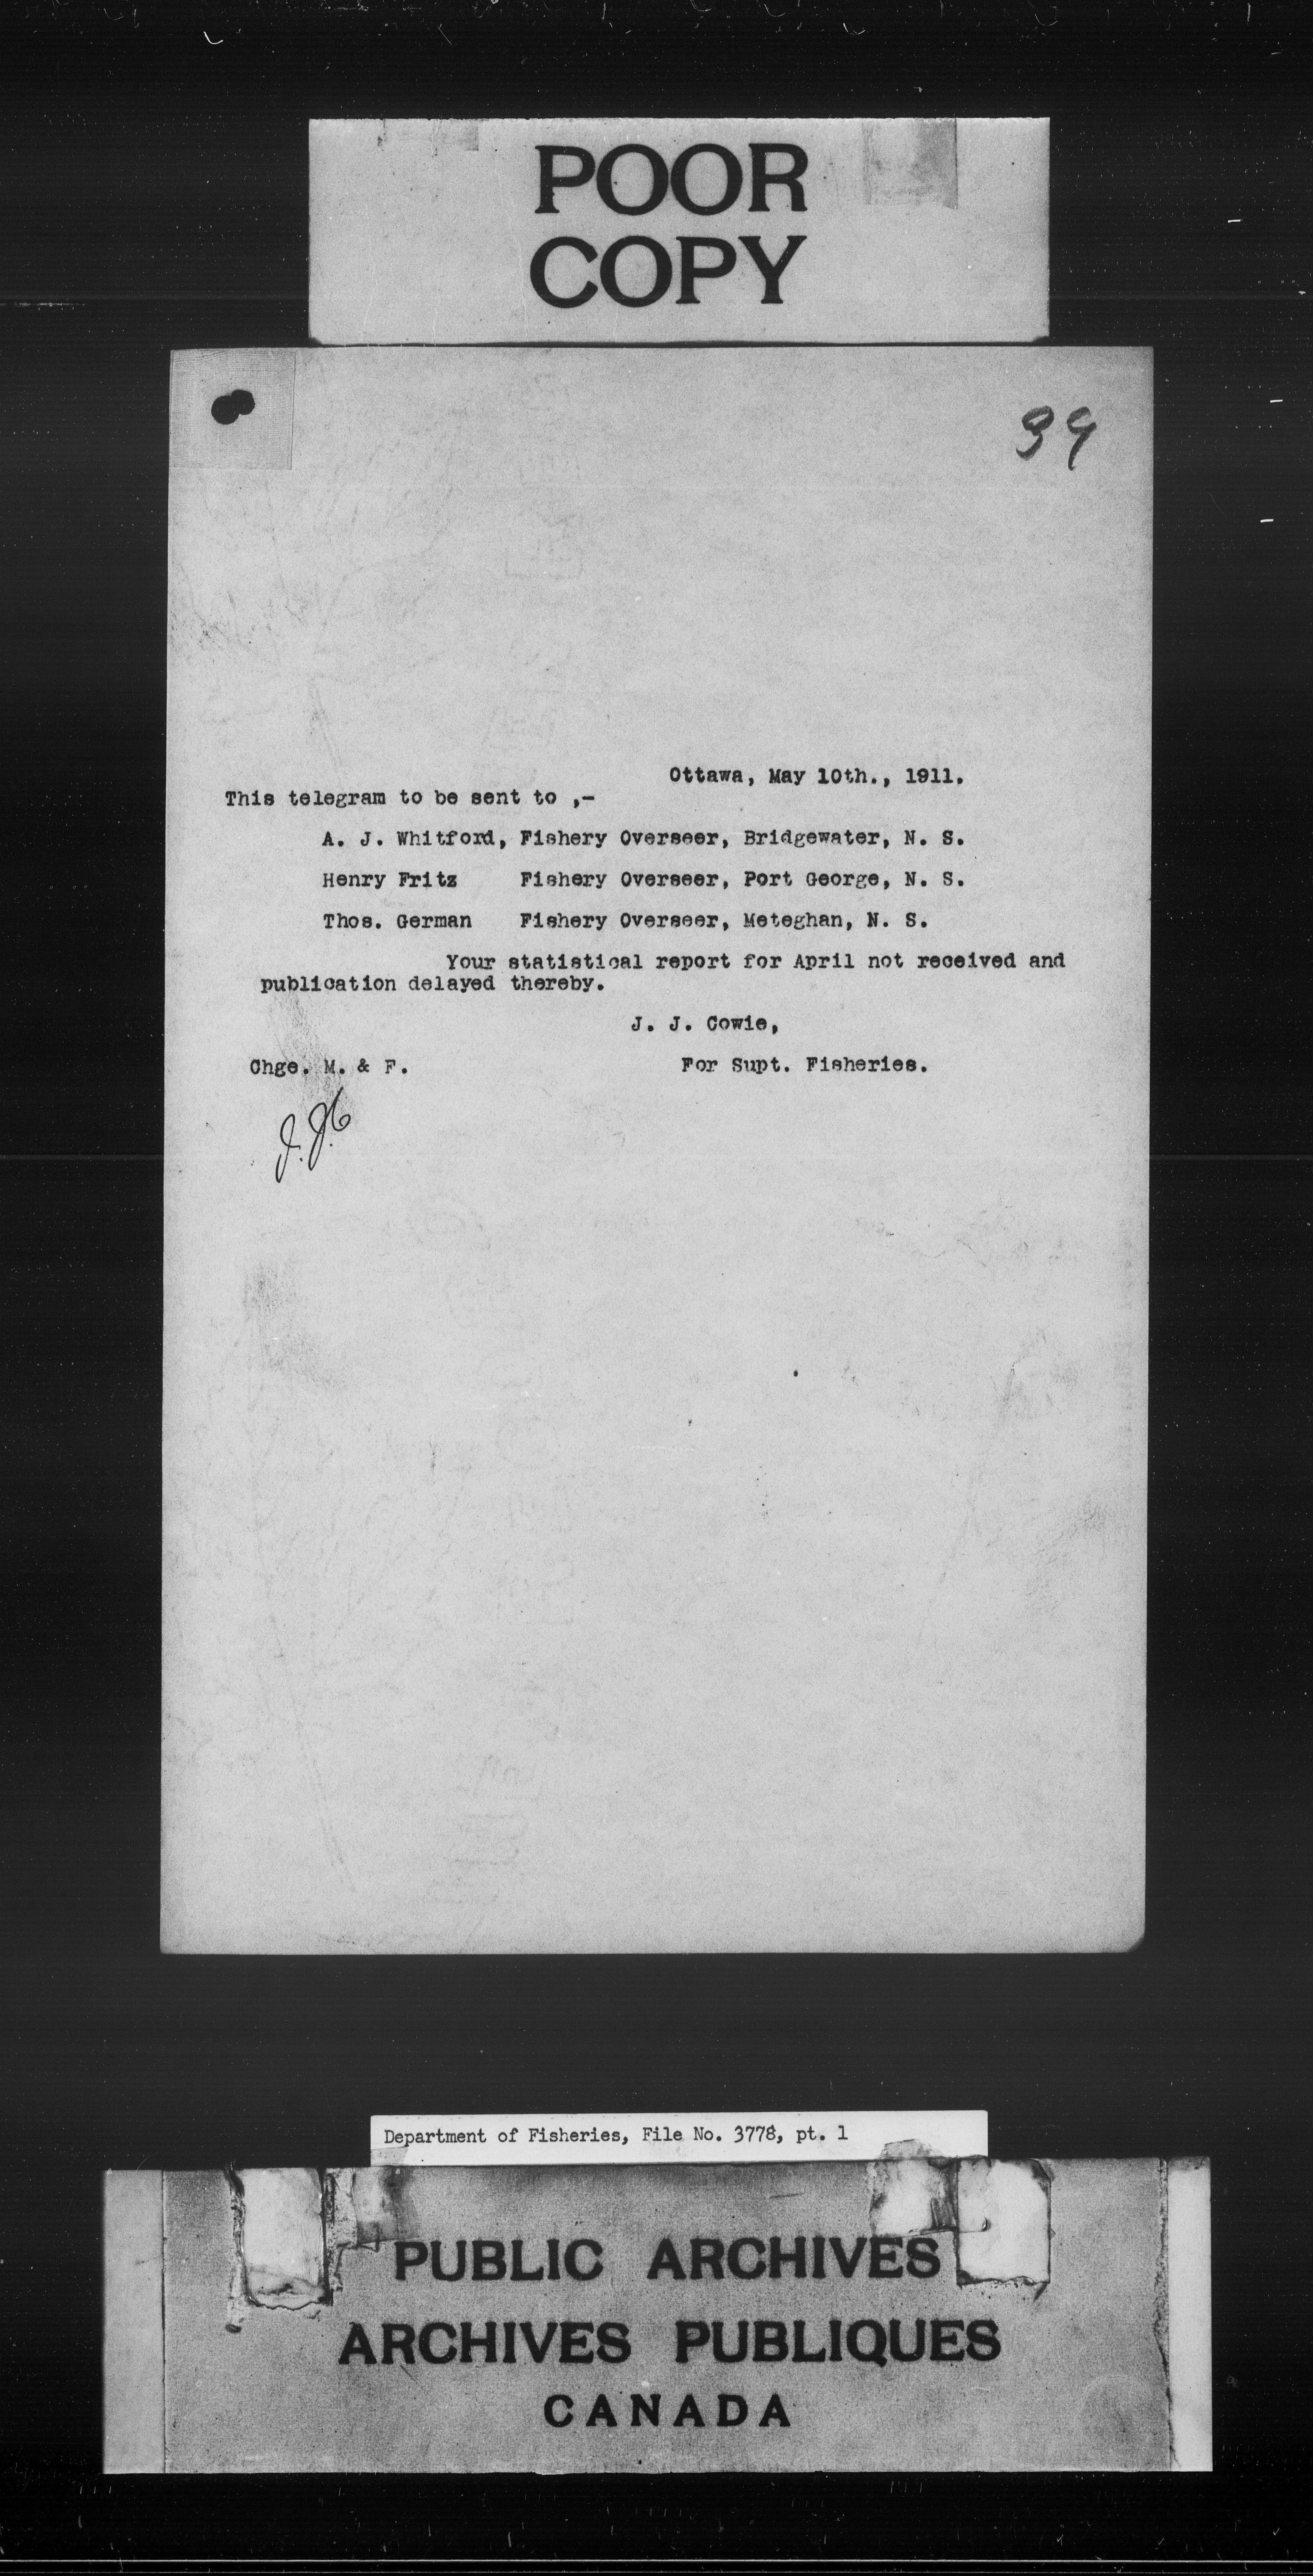 POOR
COPY
39
Ottawa, May 10th., 1911.
This telegram to be sent to ,-
A. J. Whitford, Fishery Overseer, Bridgewater, N. S.
Henry Fritz Fishery Overseer, Port George, N. S.
Thos. German Fishery Overseer, Meteghan, N. S.
Your statistical report for April not received and
publication delayed thereby.
J. J. Cowie,
Chge. M. & F. For Supt. Fisheries.
J.J.C
Department of Fisheries, File No. 3778, pt. 1
PUBLIC ARCHIVES
ARCHIVES PUBLIQUES
CANADA